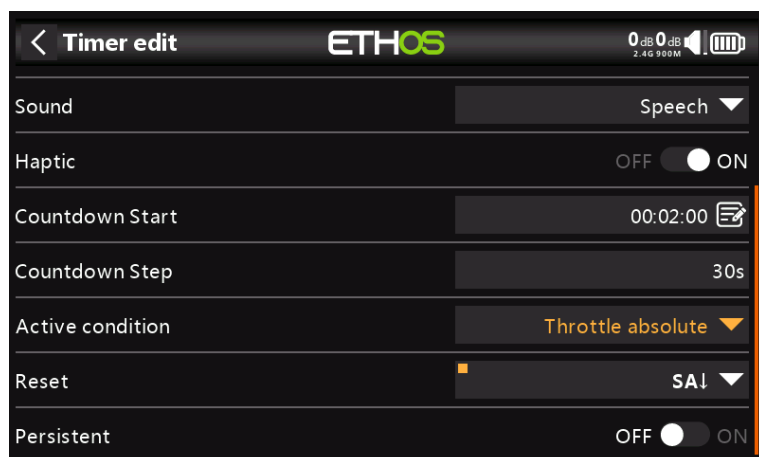 Timer edit ETHOS 0dB 0dB
2.4G 900M
Sound Speech
Haptic OFF ON
Countdown Start 00:02:00
Countdown Step 30s
Active condition Throttle absolute
Reset SA↓
Persistent OFF ON